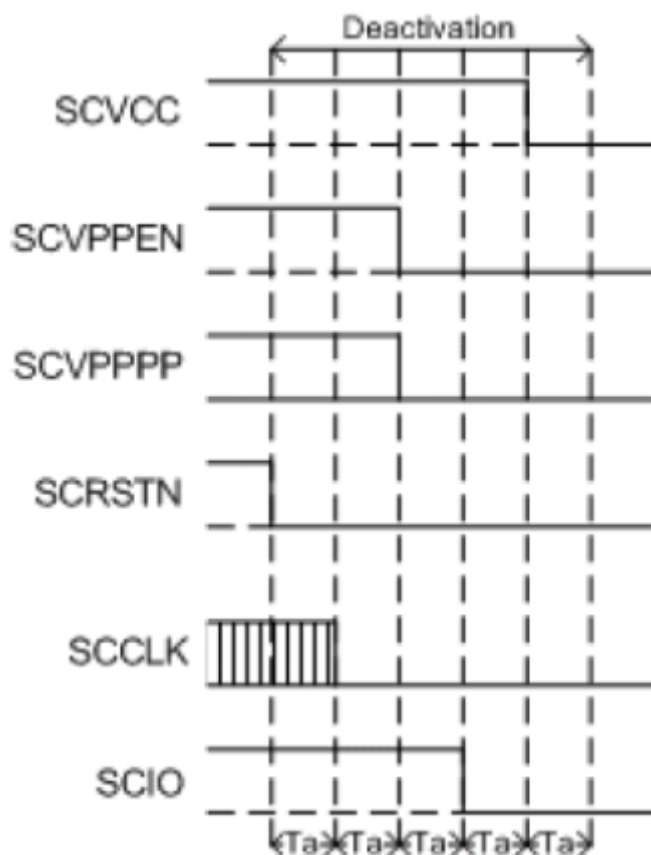 Deactivation
SCVCC
SCVPPEN
SCVPPPP
SCRSTN
SCCLK
SCIO
Ta Ta Ta Ta Ta